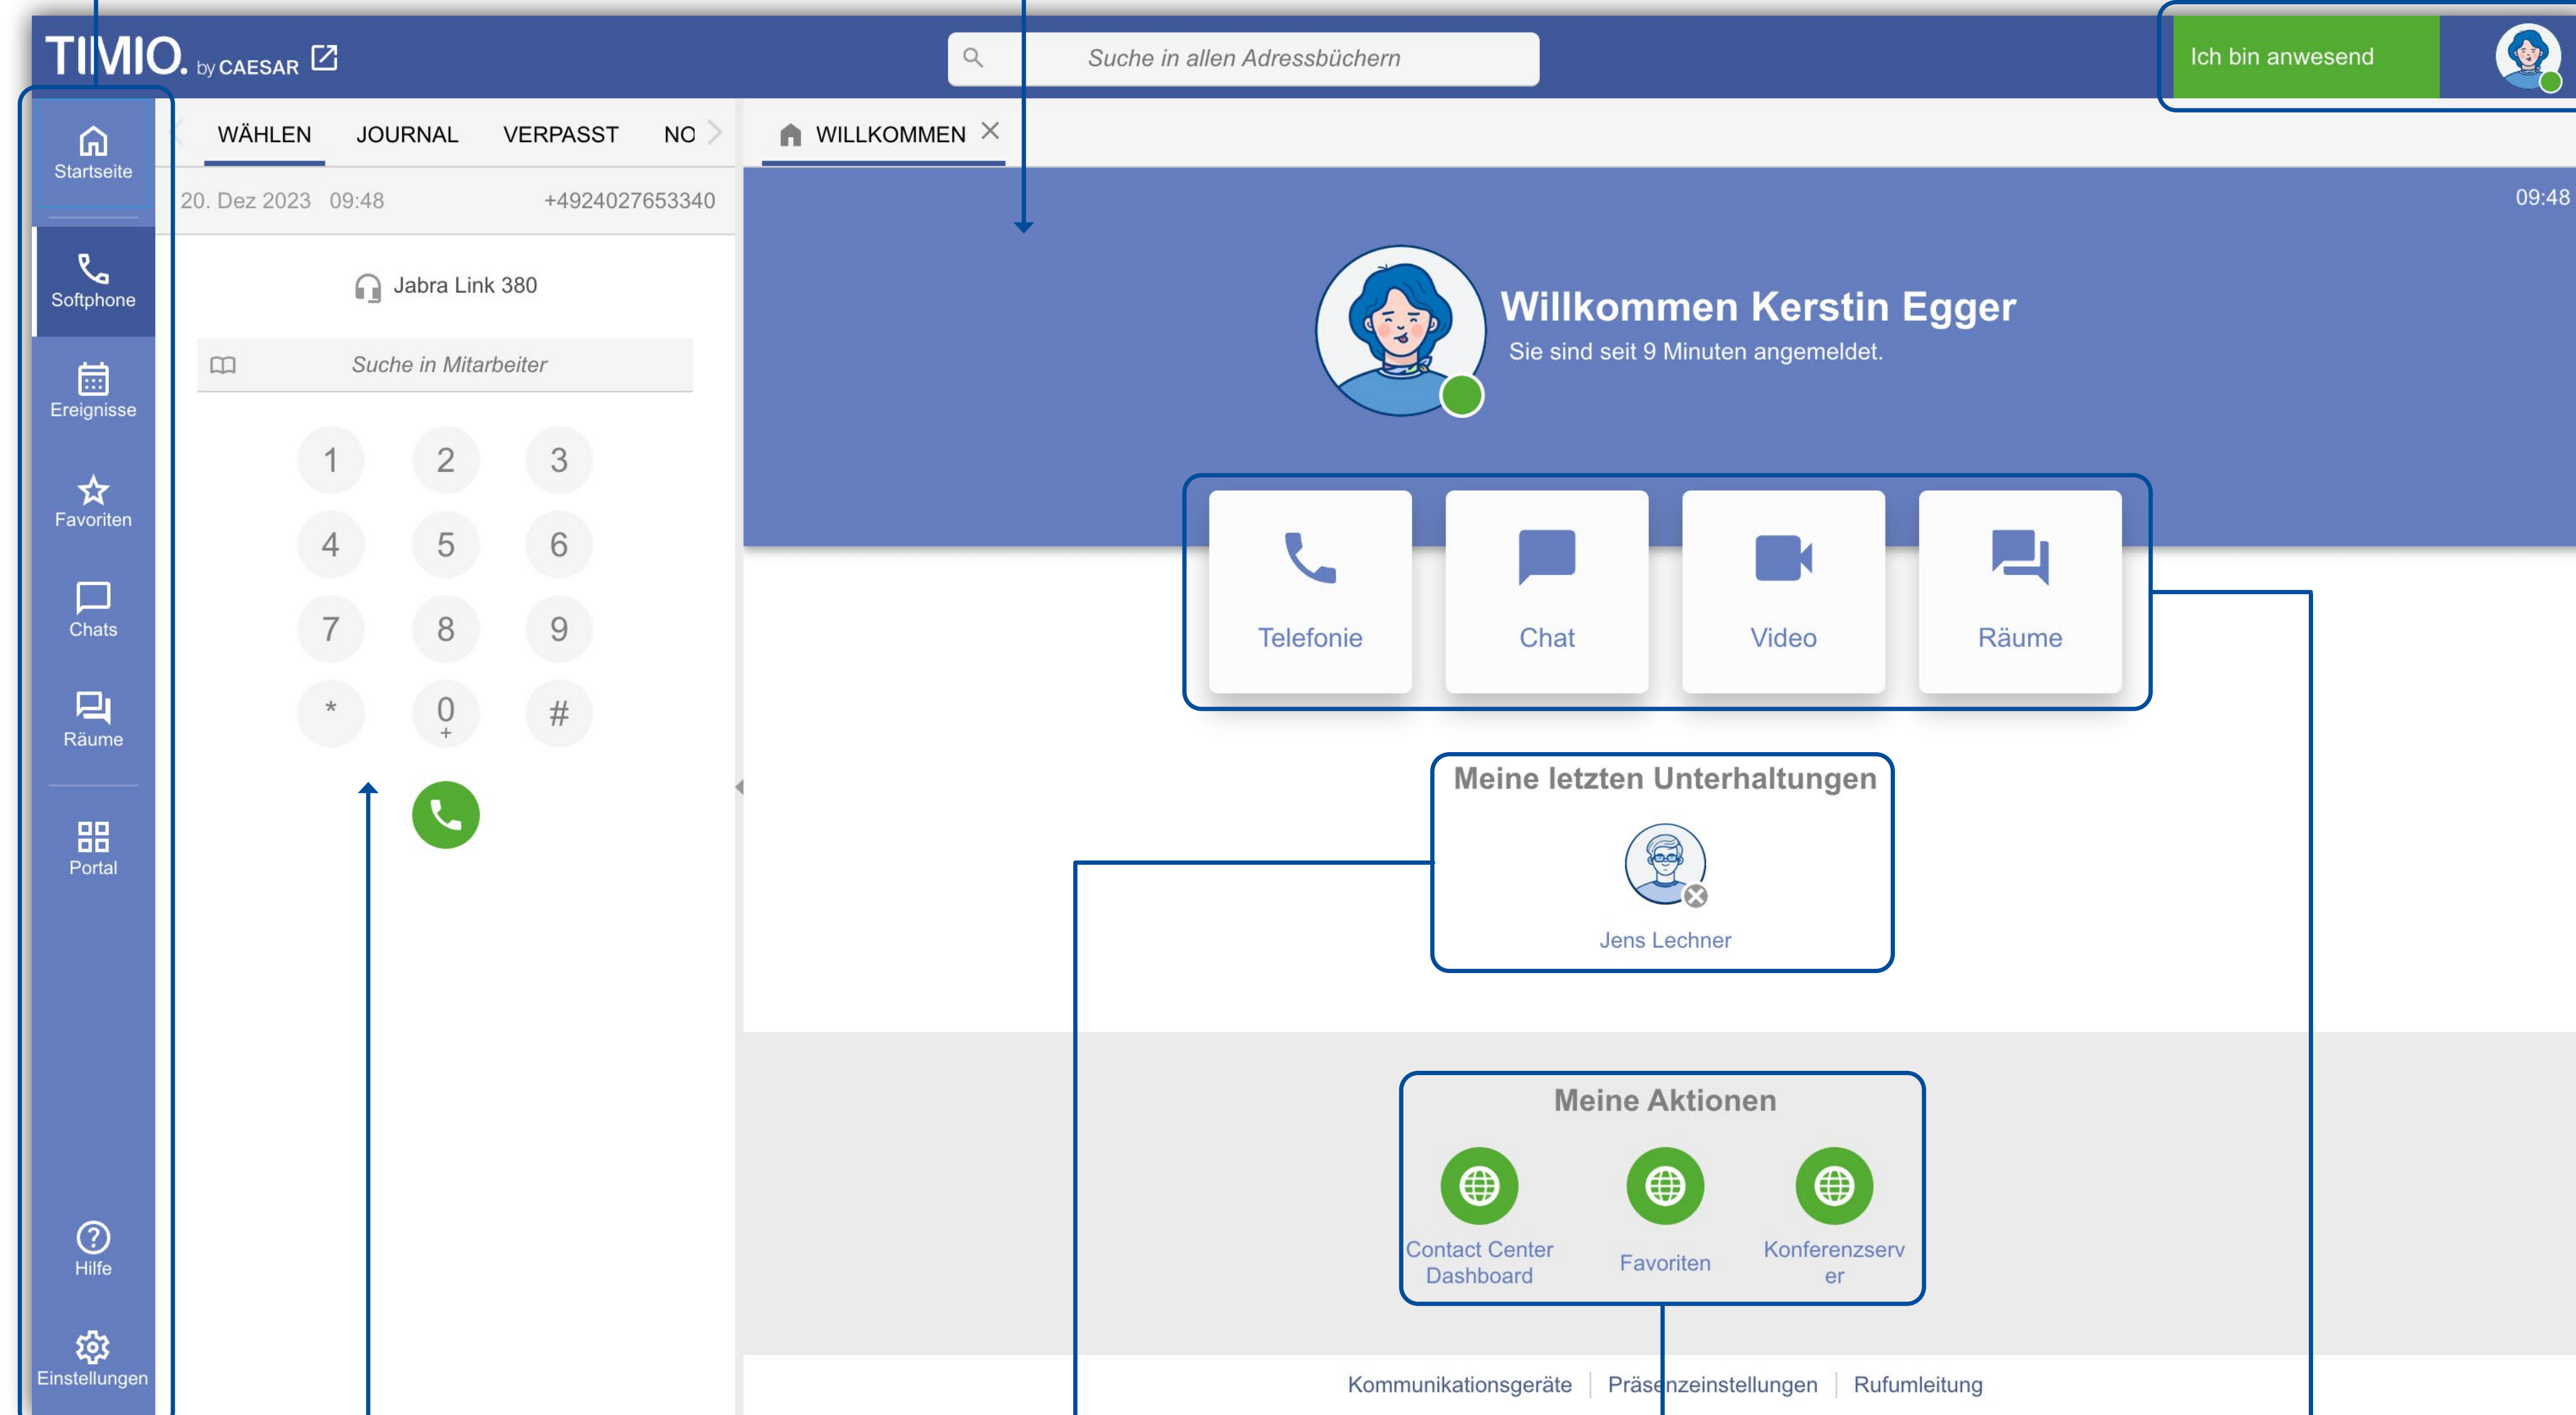 TIMIO. by CAESAR
Suche in allen Adressbüchern
Ich bin anwesend
Startseite
Softphone
Ereignisse
Favoriten
Chats
Räume
Portal
Hilfe
Einstellungen
WÄHLEN JOURNAL VERPASST NO
20. Dez 2023 09:48 +4924027653340
Jabra Link 380
Suche in Mitarbeiter
1 2 3
4 5 6
7 8 9
* 0 #
+
WILLKOMMEN
09:48
Willkommen Kerstin Egger
Sie sind seit 9 Minuten angemeldet.
Telefonie Chat Video Räume
Meine letzten Unterhaltungen
Jens Lechner
Meine Aktionen
Contact Center
Dashboard
Favoriten
Konferenzserv
er
Kommunikationsgeräte Präsenzeinstellungen Rufumleitung